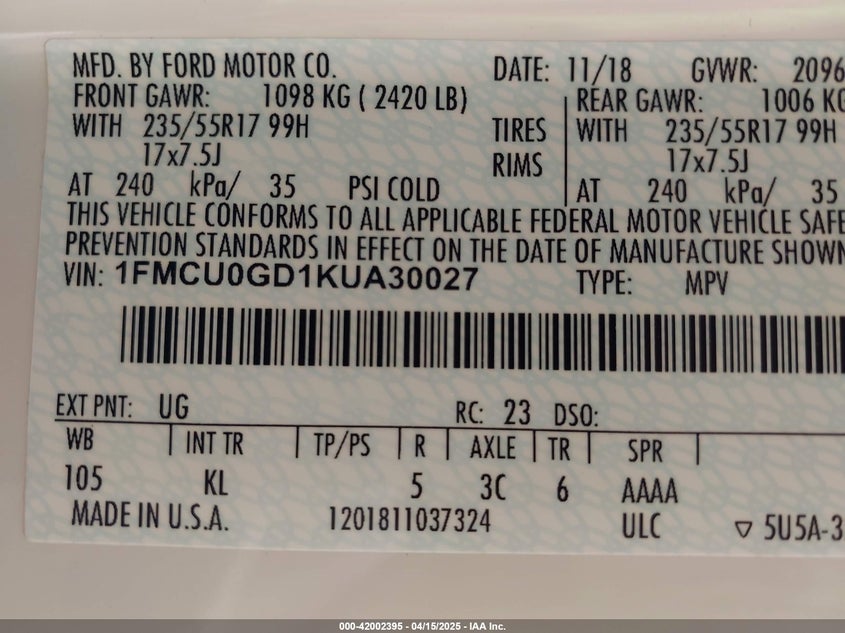 MFD. BY FORD MOTOR CO. DATE: 11/18 GVWR: 2096
FRONT GAWR: 1098 KG ( 2420 LB) REAR GAWR: 1006 KG
WITH 235/55R17 99H TIRES WITH 235/55R17 99H
17x7.5J RIMS 17x7.5J
AT 240 kPa/ 35 PSI COLD AT 240 kPa/ 35
THIS VEHICLE CONFORMS TO ALL APPLICABLE FEDERAL MOTOR VEHICLE SAFE
PREVENTION STANDARDS IN EFFECT ON THE DATE OF MANUFACTURE SHOWN
VIN: 1FMCU0GD1KUA30027 TYPE: MPV
EXT PNT: UG RC: 23 DSO:
WB INT TR TP/PS R AXLE TR SPR
105 KL 5 3C 6 AAAA
MADE IN U.S.A. 1201811037324 ULC ▽ 5U5A-3
000-42002395 - 04/15/2025 - IAA Inc.